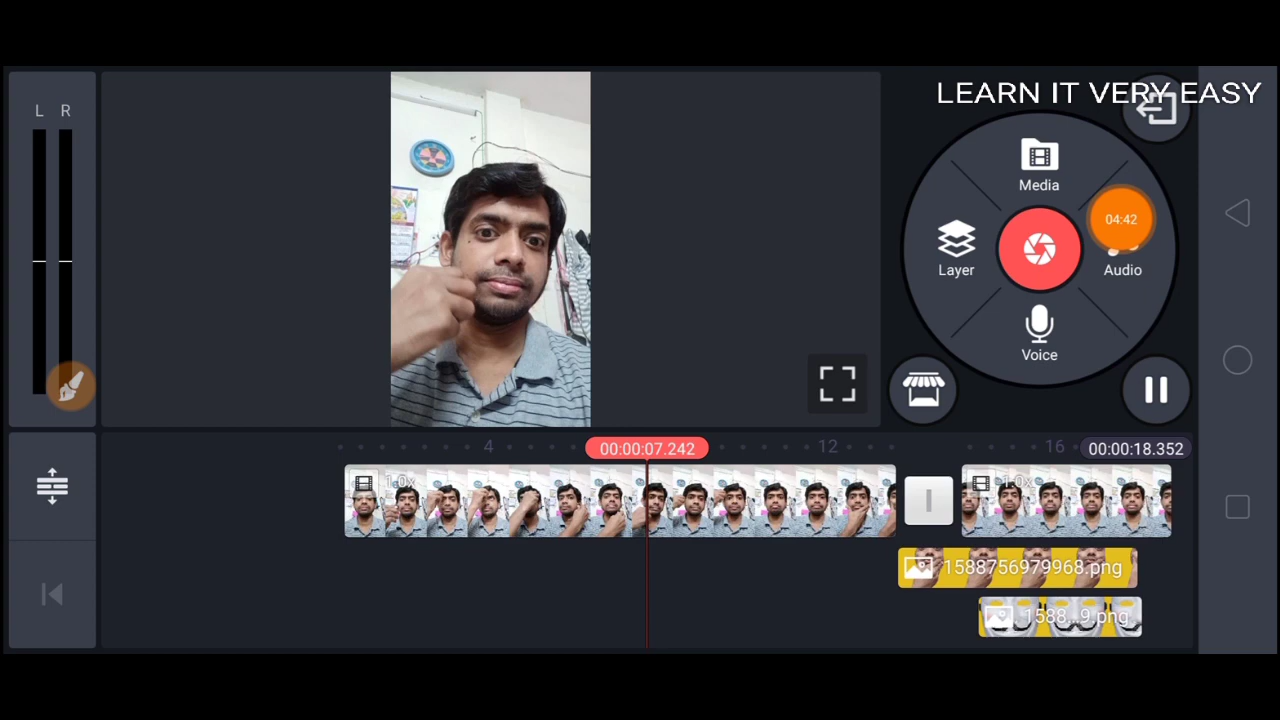 LEARN IT VERY EASY
L R
Media
04:42
Layer
Audio
Voice
4
00:00:07.242
12
16
00:00:18.352
1.0x
1.0x
1588756979968.png
1588...9.png